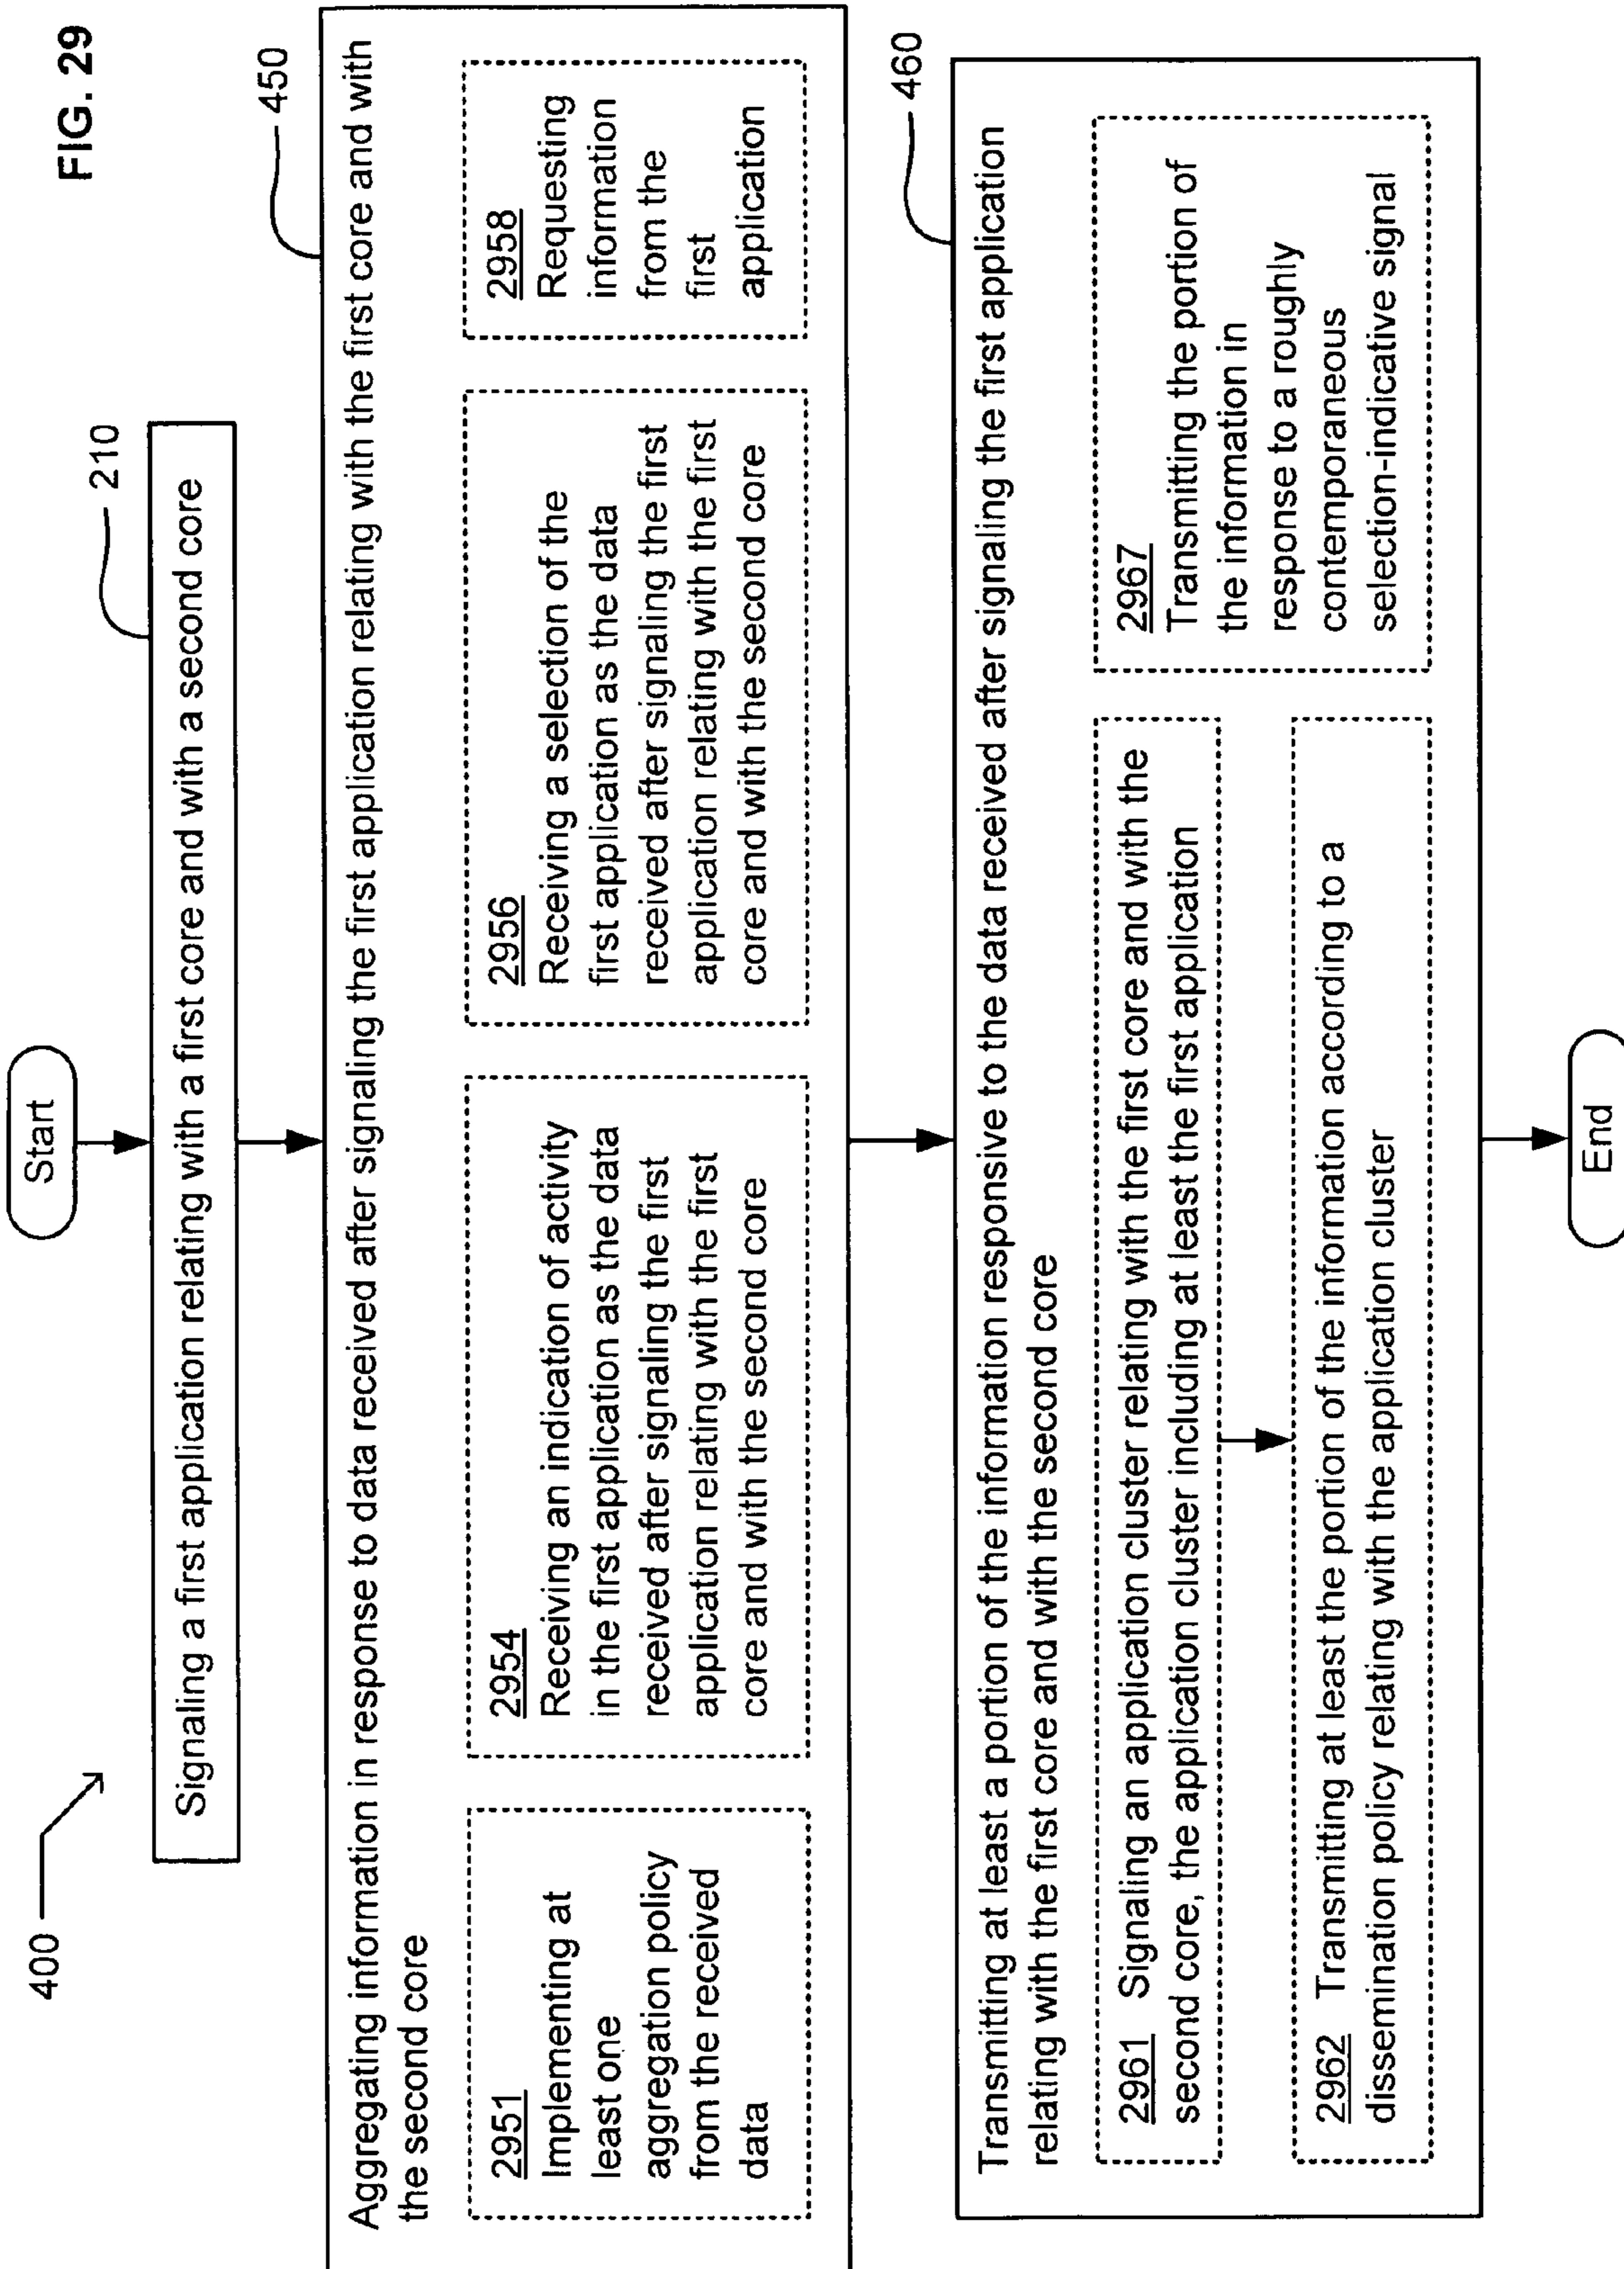 FIG. 29
400
Start
210
Signaling a first application relating with a first core and with a second core
450
Aggregating information in response to data received after signaling the first application relating with the first core and with
the second core
2951
Implementing at
least one
aggregation policy
from the received
data
2954
Receiving an indication of activity
in the first application as the data
received after signaling the first
application relating with the first
core and with the second core
2956
Receiving a selection of the
first application as the data
received after signaling the first
application relating with the first
core and with the second core
2958
Requesting
information
from the
first
application
460
Transmitting at least a portion of the information responsive to the data received after signaling the first application
relating with the first core and with the second core
2961 Signaling an application cluster relating with the first core and with the
second core, the application cluster including at least the first application
2962 Transmitting at least the portion of the information according to a
dissemination policy relating with the application cluster
2967
Transmitting the portion of
the information in
response to a roughly
contemporaneous
selection-indicative signal
End